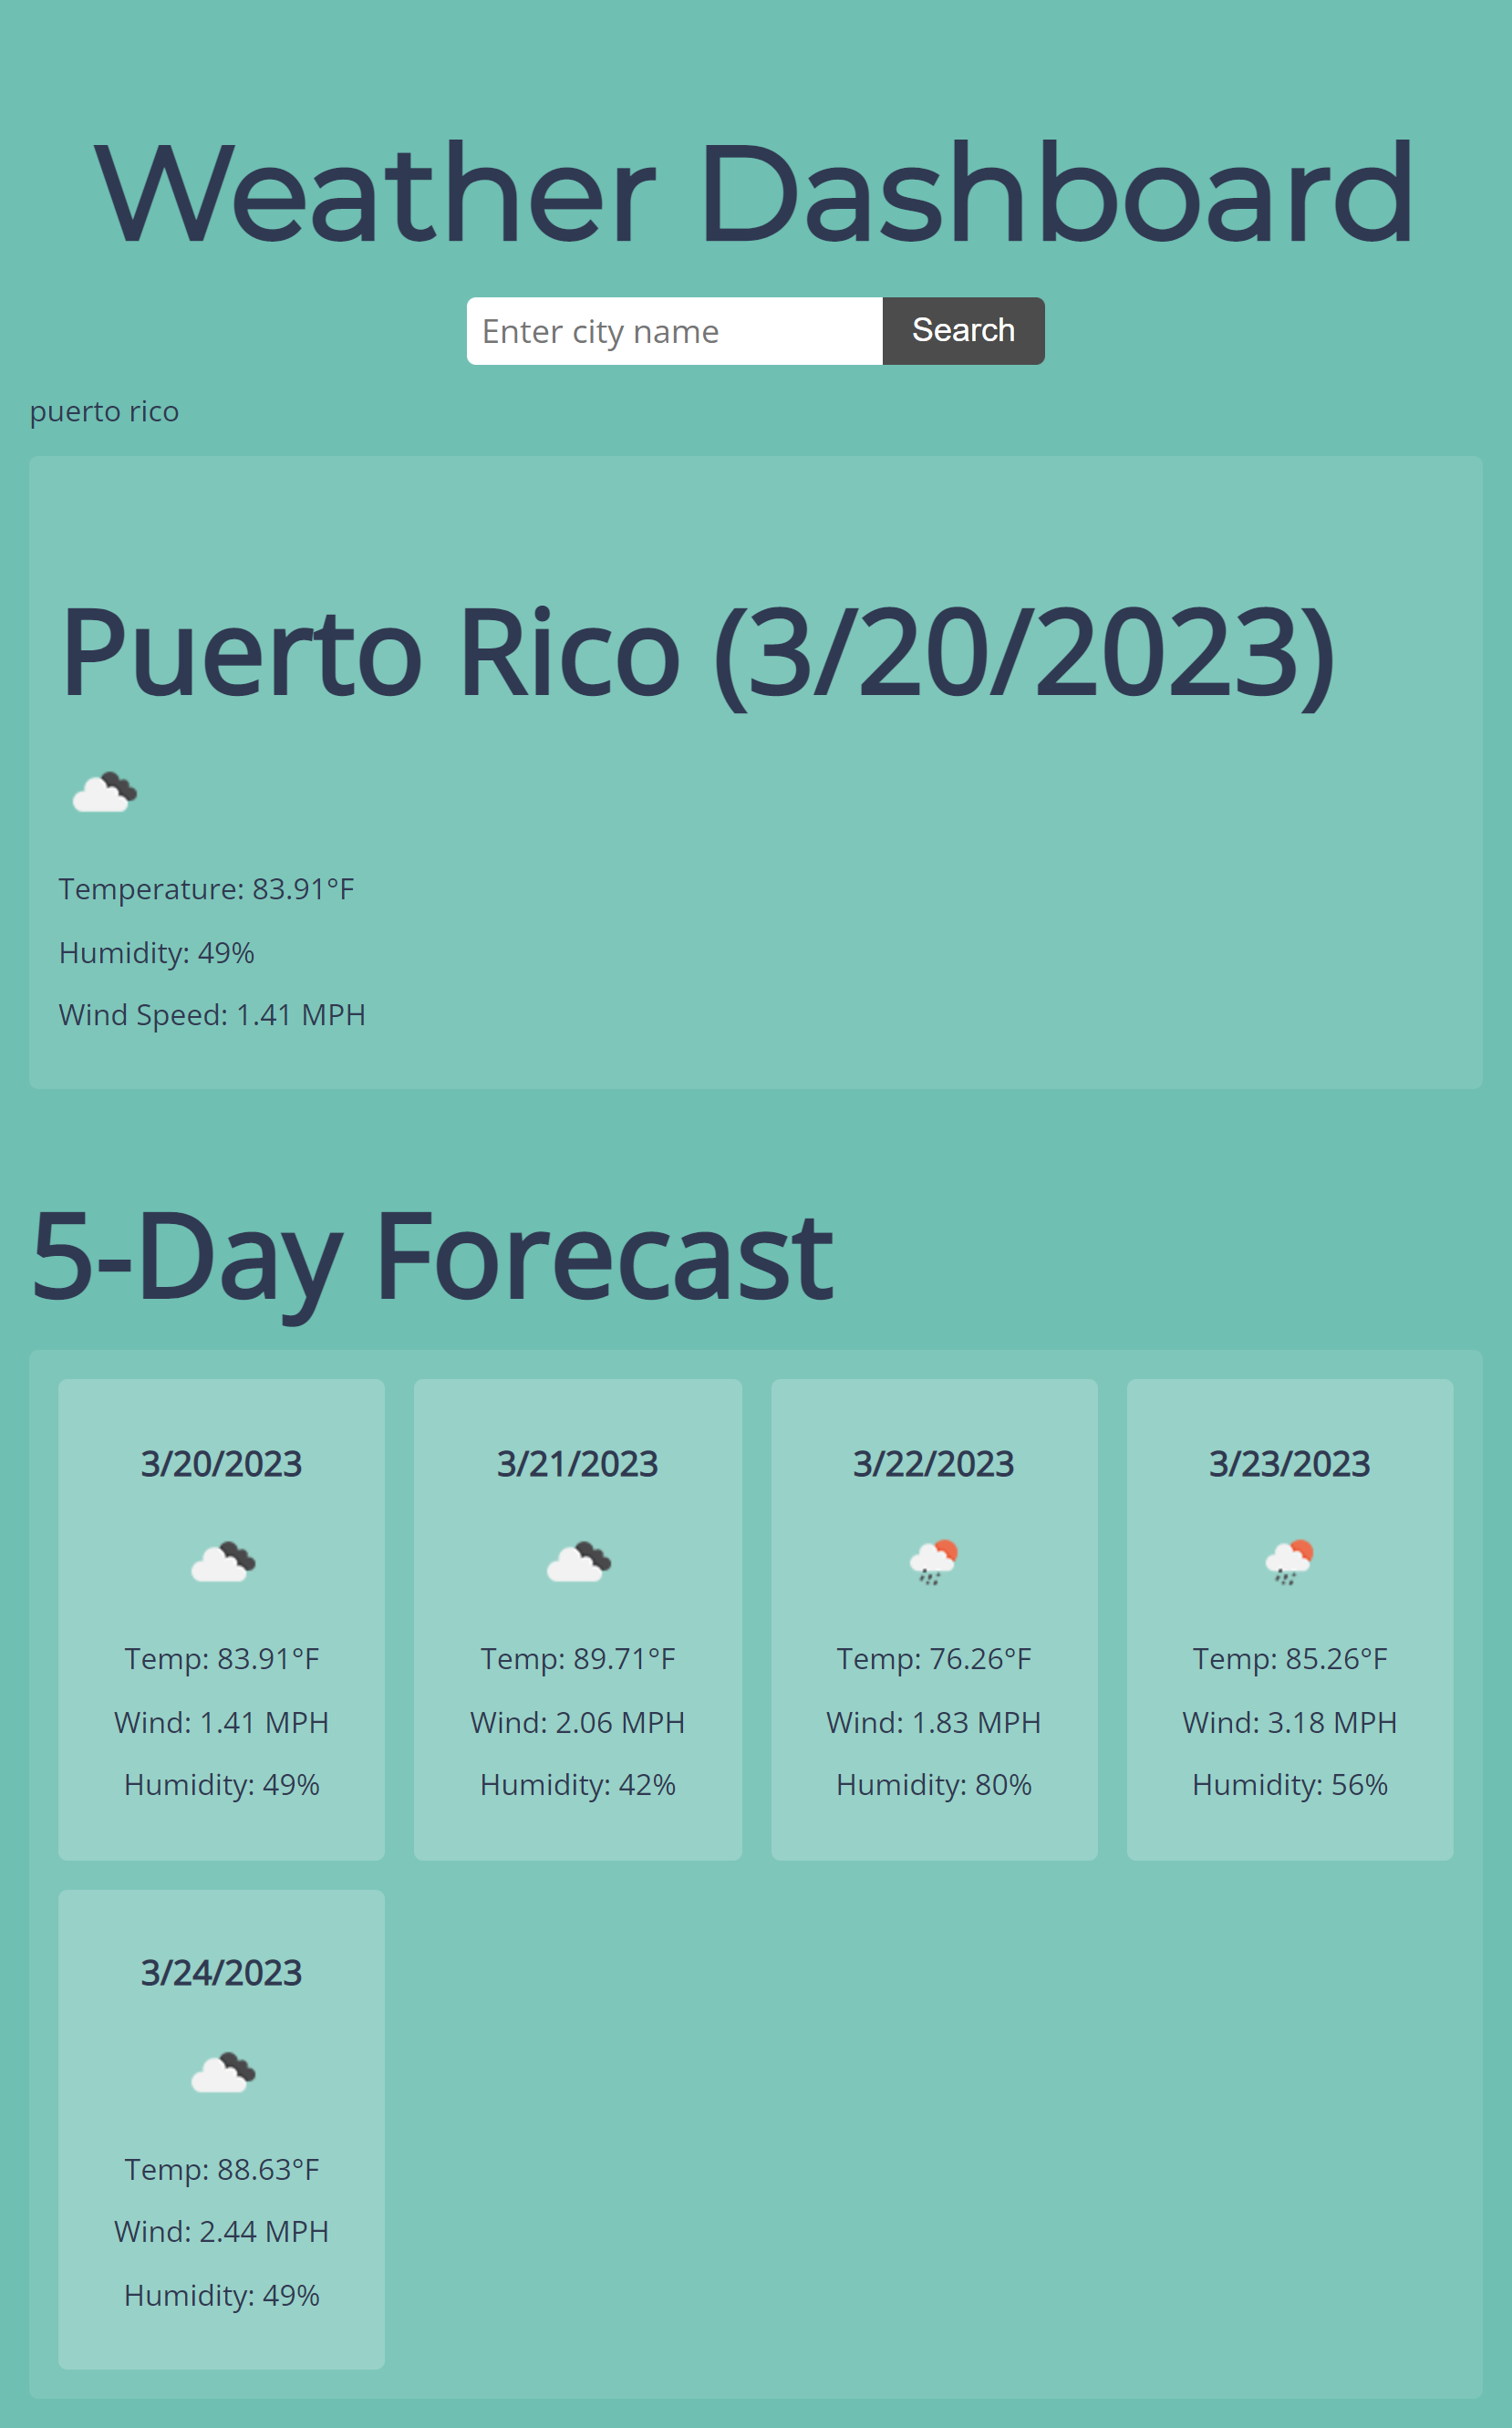 Weather Dashboard
Enter city name
Search
puerto rico
Puerto Rico (3/20/2023)
Temperature: 83.91°F
Humidity: 49%
Wind Speed: 1.41 MPH
5-Day Forecast
3/20/2023
Temp: 83.91°F
Wind: 1.41 MPH
Humidity: 49%
3/21/2023
Temp: 89.71°F
Wind: 2.06 MPH
Humidity: 42%
3/22/2023
Temp: 76.26°F
Wind: 1.83 MPH
Humidity: 80%
3/23/2023
Temp: 85.26°F
Wind: 3.18 MPH
Humidity: 56%
3/24/2023
Temp: 88.63°F
Wind: 2.44 MPH
Humidity: 49%